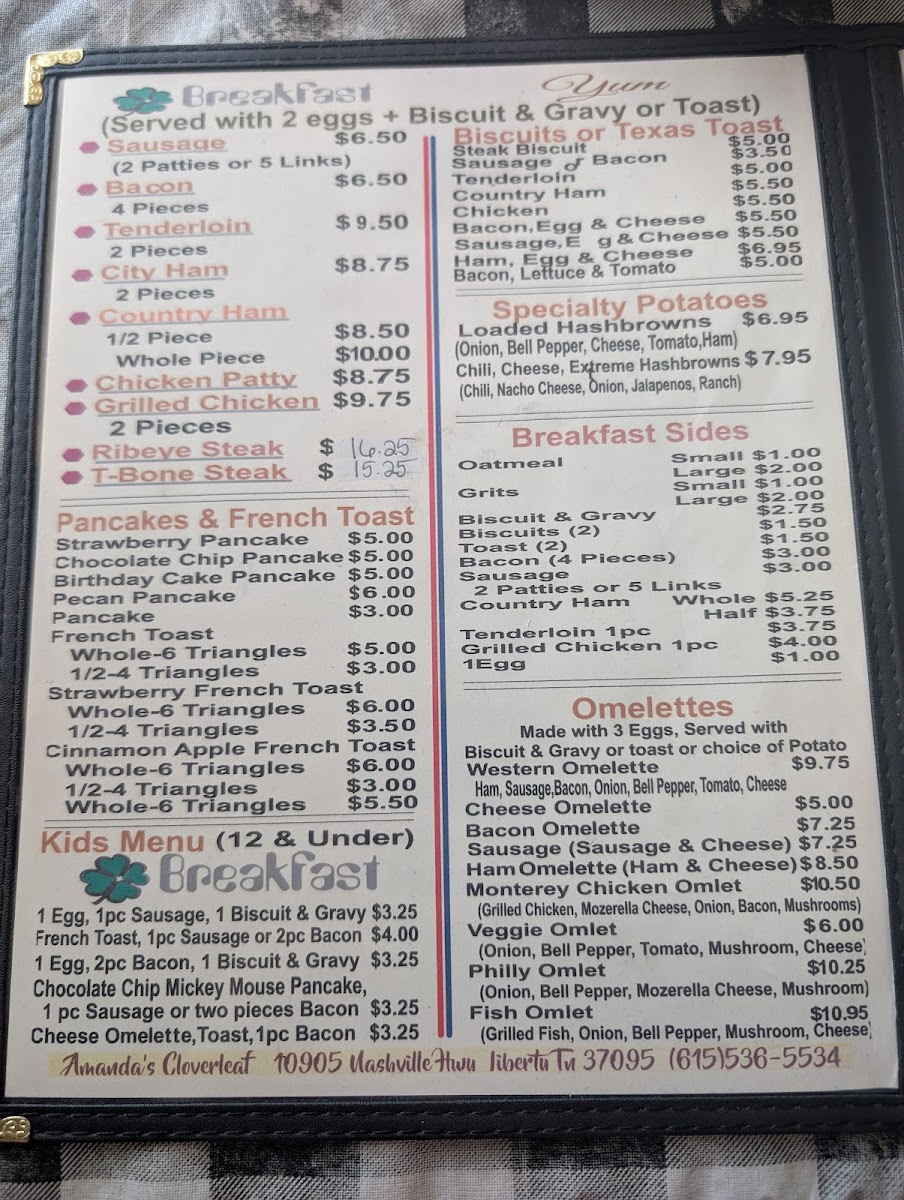 Breakfast
Yum
(Served with 2 eggs + Biscuit & Gravy or Toast)
Sausage $6.50
(2 Patties or 5 Links)
Bacon $6.50
4 Pieces
Tenderloin $9.50
2 Pieces
City Ham $8.75
2 Pieces
Country Ham
1/2 Piece $8.50
Whole Piece $10.00
Chicken Patty $8.75
Grilled Chicken $9.75
2 Pieces
Ribeye Steak $ 16.25
T-Bone Steak $ 15.25
Pancakes & French Toast
Strawberry Pancake $5.00
Chocolate Chip Pancake $5.00
Birthday Cake Pancake $5.00
Pecan Pancake $6.00
Pancake $3.00
French Toast
Whole-6 Triangles $5.00
1/2-4 Triangles $3.00
Strawberry French Toast
Whole-6 Triangles $6.00
1/2-4 Triangles $3.50
Cinnamon Apple French Toast
Whole-6 Triangles $6.00
1/2-4 Triangles $3.00
Whole-6 Triangles $5.50
Kids Menu (12 & Under)
Breakfast
1 Egg, 1pc Sausage, 1 Biscuit & Gravy $3.25
French Toast, 1pc Sausage or 2pc Bacon $4.00
1 Egg, 2pc Bacon, 1 Biscuit & Gravy $3.25
Chocolate Chip Mickey Mouse Pancake,
1 pc Sausage or two pieces Bacon $3.25
Cheese Omelette,Toast,1pc Bacon $3.25
Biscuits or Texas Toast
Steak Biscuit $5.00
Sausage or Bacon $3.50
Tenderloin $5.00
Country Ham $5.50
Chicken $5.50
Bacon,Egg & Cheese $5.50
Sausage,E g & Cheese $5.50
Ham, Egg & Cheese $6.95
Bacon, Lettuce & Tomato $5.00
Specialty Potatoes
Loaded Hashbrowns $6.95
(Onion, Bell Pepper, Cheese, Tomato,Ham)
Chili, Cheese, Extreme Hashbrowns $7.95
(Chili, Nacho Cheese, Onion, Jalapenos, Ranch)
Breakfast Sides
Oatmeal Small $1.00
Large $2.00
Grits Small $1.00
Large $2.00
Biscuit & Gravy $2.75
Biscuits (2) $1.50
Toast (2) $1.50
Bacon (4 Pieces) $3.00
Sausage $3.00
2 Patties or 5 Links
Country Ham Whole $5.25
Half $3.75
Tenderloin 1pc $3.75
Grilled Chicken 1pc $4.00
1Egg $1.00
Omelettes
Made with 3 Eggs, Served with
Biscuit & Gravy or toast or choice of Potato
Western Omelette $9.75
Ham, Sausage,Bacon, Onion, Bell Pepper, Tomato, Cheese
Cheese Omelette $5.00
Bacon Omelette $7.25
Sausage (Sausage & Cheese) $7.25
Ham Omelette (Ham & Cheese) $8.50
Monterey Chicken Omlet $10.50
(Grilled Chicken, Mozerella Cheese, Onion, Bacon, Mushrooms)
Veggie Omlet $6.00
(Onion, Bell Pepper, Tomato, Mushroom, Cheese)
Philly Omlet $10.25
(Onion, Bell Pepper, Mozerella Cheese, Mushroom)
Fish Omlet $10.95
(Grilled Fish, Onion, Bell Pepper, Mushroom, Cheese)
Amanda's Cloverleaf 10905 Nashville Hwy Liberty Tn 37095 (615)536-5534